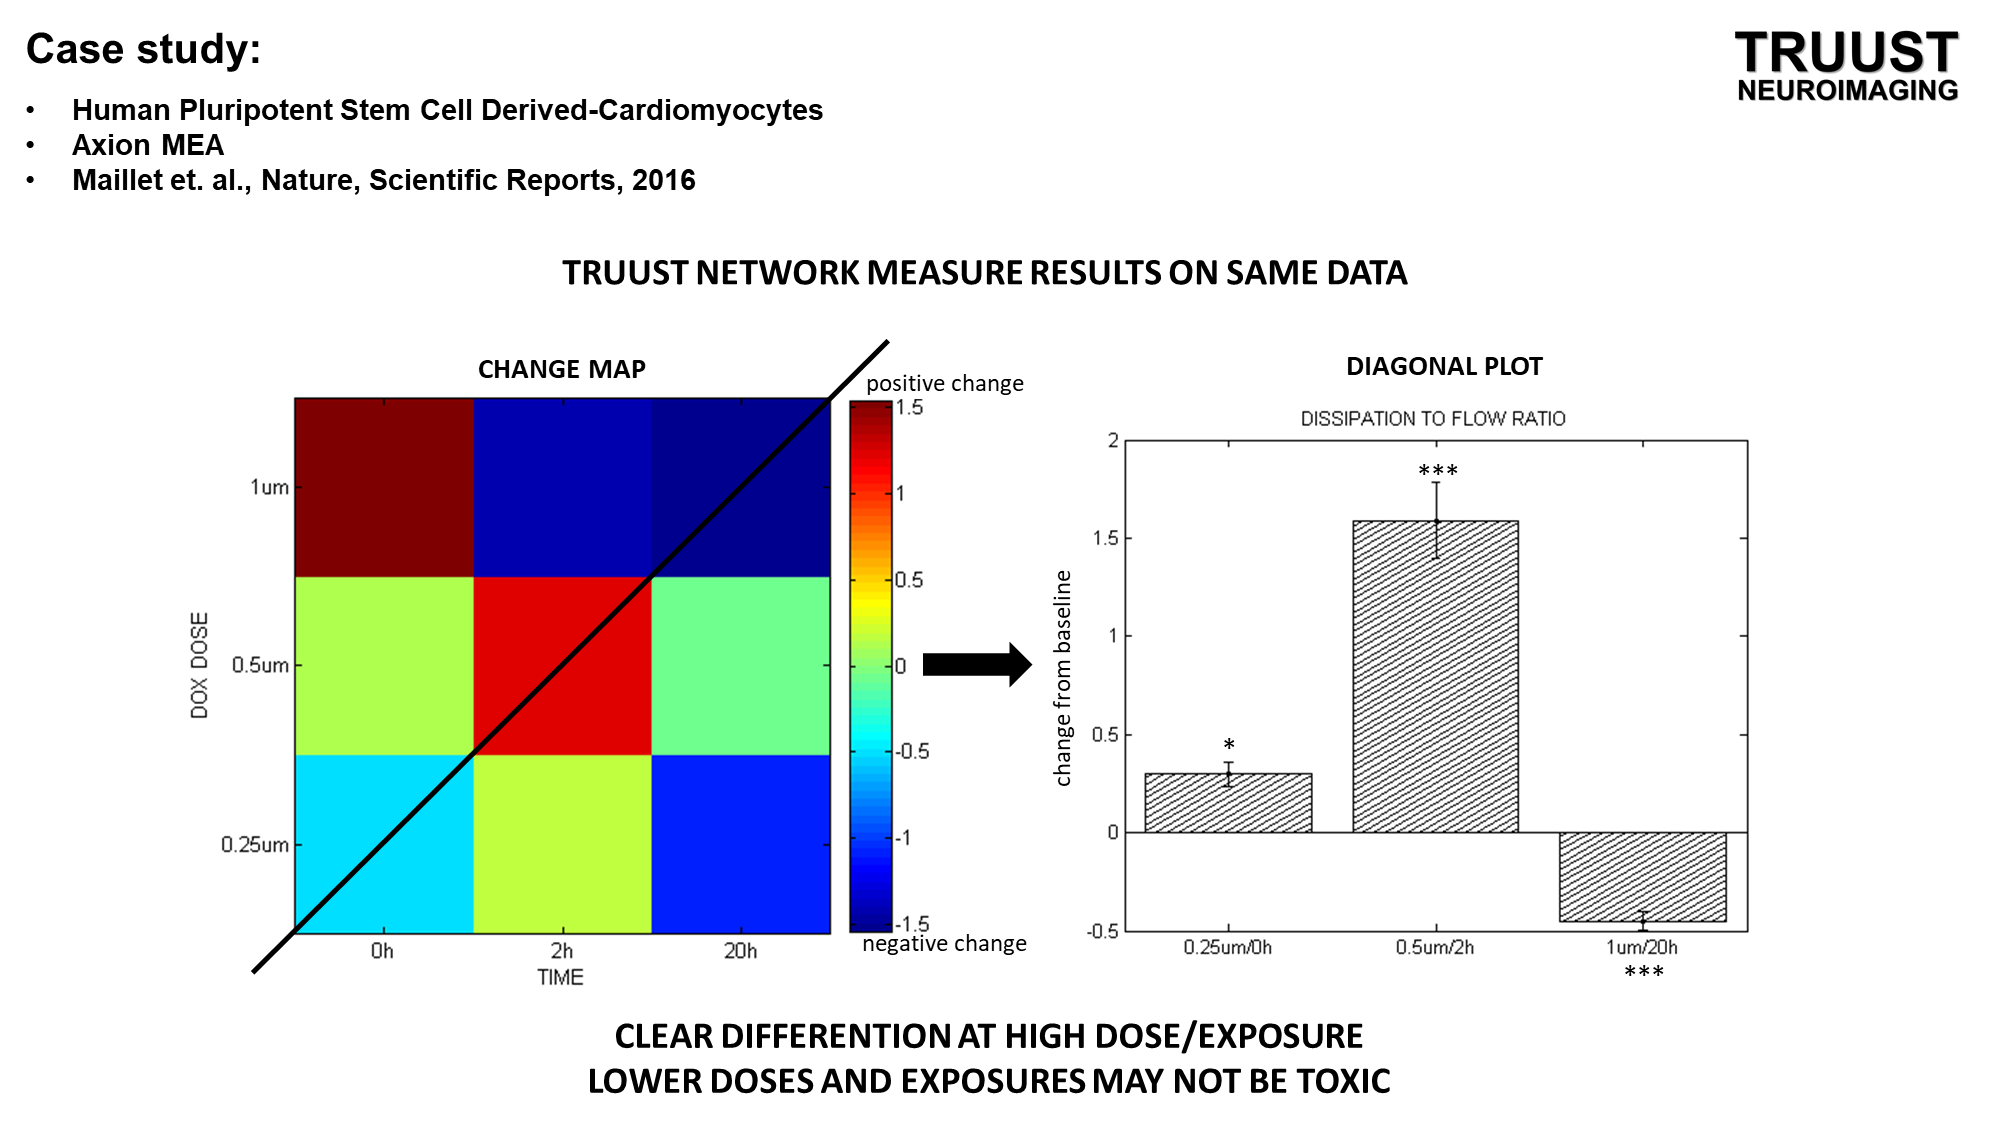 Case study:
TRUUST
NEUROIMAGING
• Human Pluripotent Stem Cell Derived-Cardiomyocytes
• Axion MEA
• Maillet et. al., Nature, Scientific Reports, 2016
TRUUST NETWORK MEASURE RESULTS ON SAME DATA
CHANGE MAP
positive change
1.5
1
0.5
0
-0.5
-1
-1.5
negative change
DOX DOSE
1um
0.5um
0.25um
0h 2h 20h
TIME
DIAGONAL PLOT
DISSIPATION TO FLOW RATIO
change from baseline
2
1.5
1
0.5
0
-0.5
*
***
0.25um/0h 0.5um/2h 1um/20h
***
CLEAR DIFFERENTION AT HIGH DOSE/EXPOSURE
LOWER DOSES AND EXPOSURES MAY NOT BE TOXIC